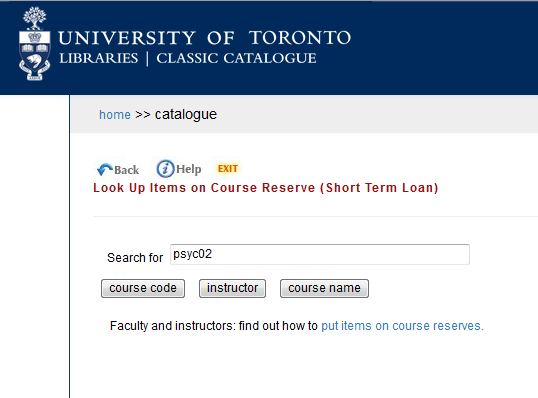 UNIVERSITY OF TORONTO
LIBRARIES | CLASSIC CATALOGUE
home >> catalogue
Back Help EXIT
Look Up Items on Course Reserve (Short Term Loan)
Search for psyc02
course code instructor course name
Faculty and instructors: find out how to put items on course reserves.